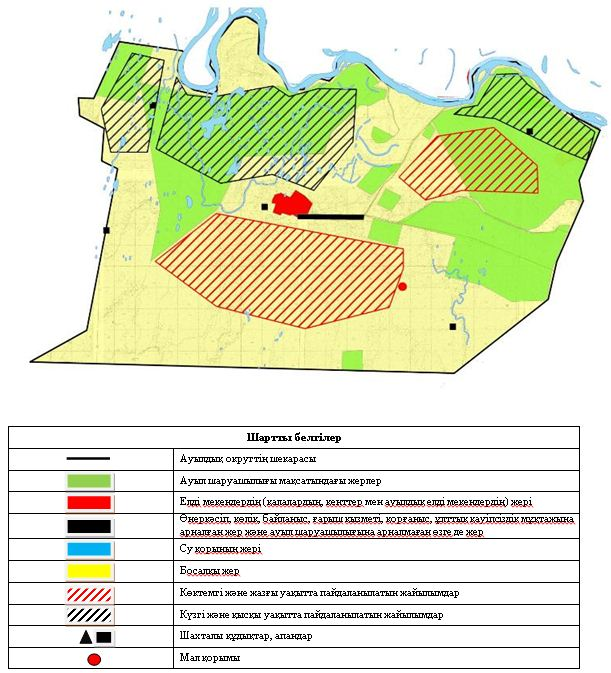 Шартты белгілер
Ауылдық округтің шекарасы
Ауыл шаруашылығы мақсатындағы жерлер
Елді мекендердің (қалалардың, кенттер мен ауылдық елді мекендердің) жері
Өнеркәсіп, көлік, байланыс, ғарыш қызметі, қорғаныс, ұлттық қауіпсіздік мұқтажына
арналған жер және ауыл шаруашылығына арналмаған өзге де жер
Су қорының жері
Босалқы жер
Көктемгі және жазғы уақытта пайдаланылатын жайылымдар
Күзгі және қысқы уақытта пайдаланылатын жайылымдар
Шахталы құдықтар, апандар
Мал қорымы